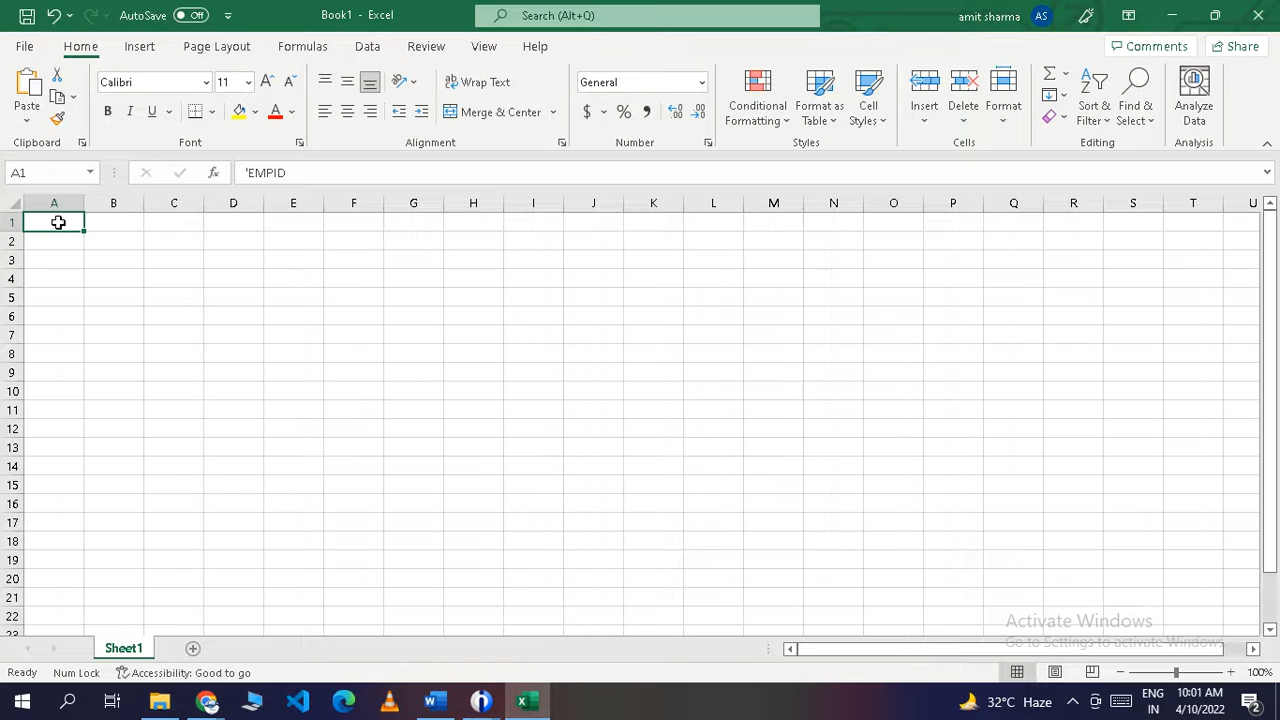 AutoSave Off Book1 - Excel Search (Alt+Q) amit sharma AS
File Home Insert Page Layout Formulas Data Review View Help Comments Share
Paste Calibri 11 A^ A˅ Wrap Text General Conditional Formatting Format as Table Cell Styles Insert Delete Format Sort & Filter Find & Select Analyze Data
B I U A Merge & Center $ % ,
Clipboard Font Alignment Number Styles Cells Editing Analysis
A1 fx 'EMPID
A B C D E F G H I J K L M N O P Q R S T U
1
2
3
4
5
6
7
8
9
10
11
12
13
14
15
16
17
18
19
20
21
22
23
Activate Windows
Go to Settings to activate Windows.
Sheet1
Ready Num Lock Accessibility: Good to go 100%
32°C Haze ENG IN 10:01 AM 4/10/2022 2